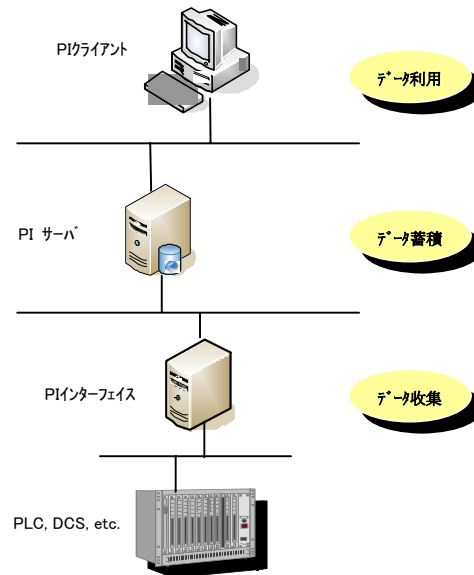 PIクライアント
データ利用
PI サーバ
データ蓄積
PIインターフェイス
データ収集
PLC, DCS, etc.